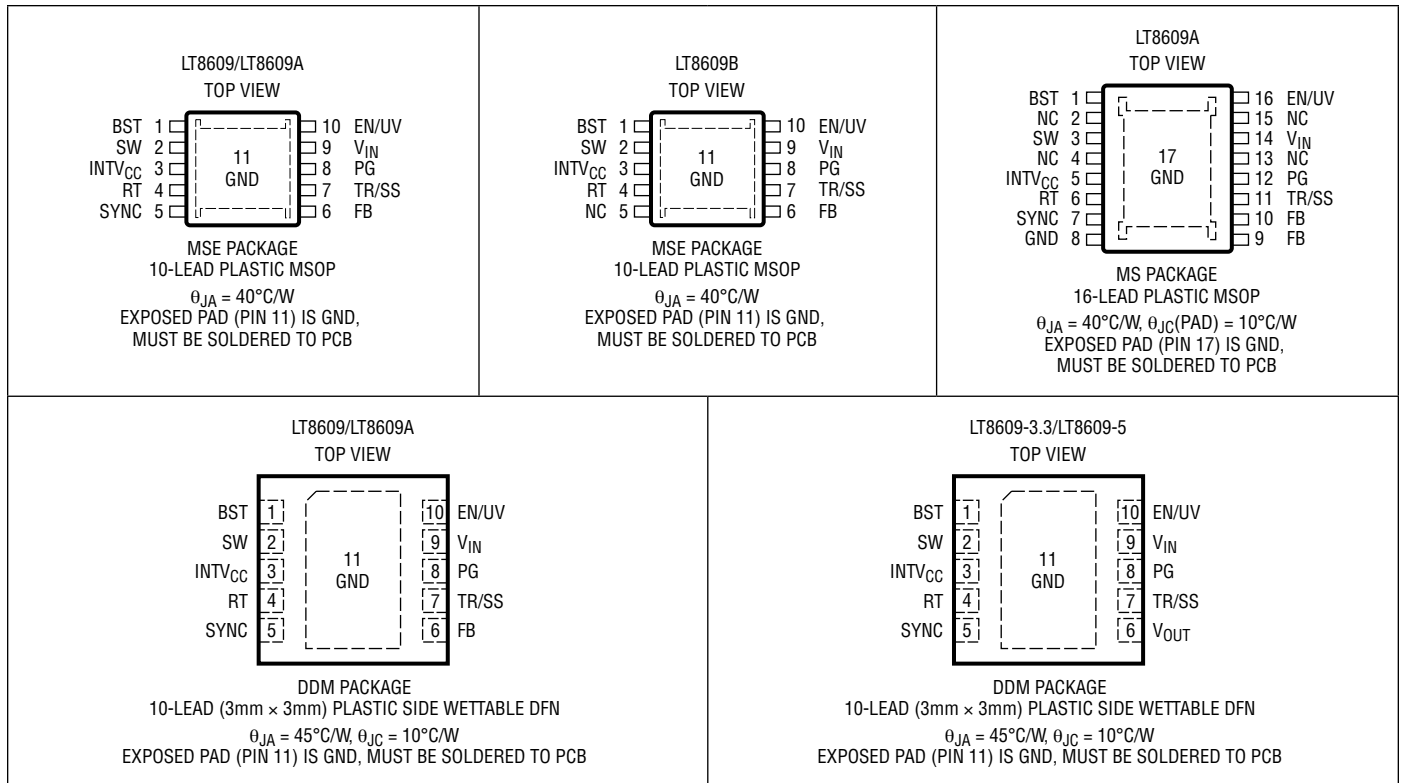 LT8609/LT8609A
TOP VIEW
BST 1
SW 2
INTVCC 3
RT 4
SYNC 5
11
GND
10 EN/UV
9 VIN
8 PG
7 TR/SS
6 FB
MSE PACKAGE
10-LEAD PLASTIC MSOP
θJA = 40°C/W
EXPOSED PAD (PIN 11) IS GND,
MUST BE SOLDERED TO PCB
LT8609B
TOP VIEW
BST 1
SW 2
INTVCC 3
RT 4
NC 5
11
GND
10 EN/UV
9 VIN
8 PG
7 TR/SS
6 FB
MSE PACKAGE
10-LEAD PLASTIC MSOP
θJA = 40°C/W
EXPOSED PAD (PIN 11) IS GND,
MUST BE SOLDERED TO PCB
LT8609A
TOP VIEW
BST 1
NC 2
SW 3
NC 4
INTVCC 5
RT 6
SYNC 7
GND 8
17
GND
16 EN/UV
15 NC
14 VIN
13 NC
12 PG
11 TR/SS
10 FB
9 FB
MS PACKAGE
16-LEAD PLASTIC MSOP
θJA = 40°C/W, θJC(PAD) = 10°C/W
EXPOSED PAD (PIN 17) IS GND,
MUST BE SOLDERED TO PCB
LT8609/LT8609A
TOP VIEW
BST 1
SW 2
INTVCC 3
RT 4
SYNC 5
11
GND
10 EN/UV
9 VIN
8 PG
7 TR/SS
6 FB
DDM PACKAGE
10-LEAD (3mm × 3mm) PLASTIC SIDE WETTABLE DFN
θJA = 45°C/W, θJC = 10°C/W
EXPOSED PAD (PIN 11) IS GND, MUST BE SOLDERED TO PCB
LT8609-3.3/LT8609-5
TOP VIEW
BST 1
SW 2
INTVCC 3
RT 4
SYNC 5
11
GND
10 EN/UV
9 VIN
8 PG
7 TR/SS
6 VOUT
DDM PACKAGE
10-LEAD (3mm × 3mm) PLASTIC SIDE WETTABLE DFN
θJA = 45°C/W, θJC = 10°C/W
EXPOSED PAD (PIN 11) IS GND, MUST BE SOLDERED TO PCB